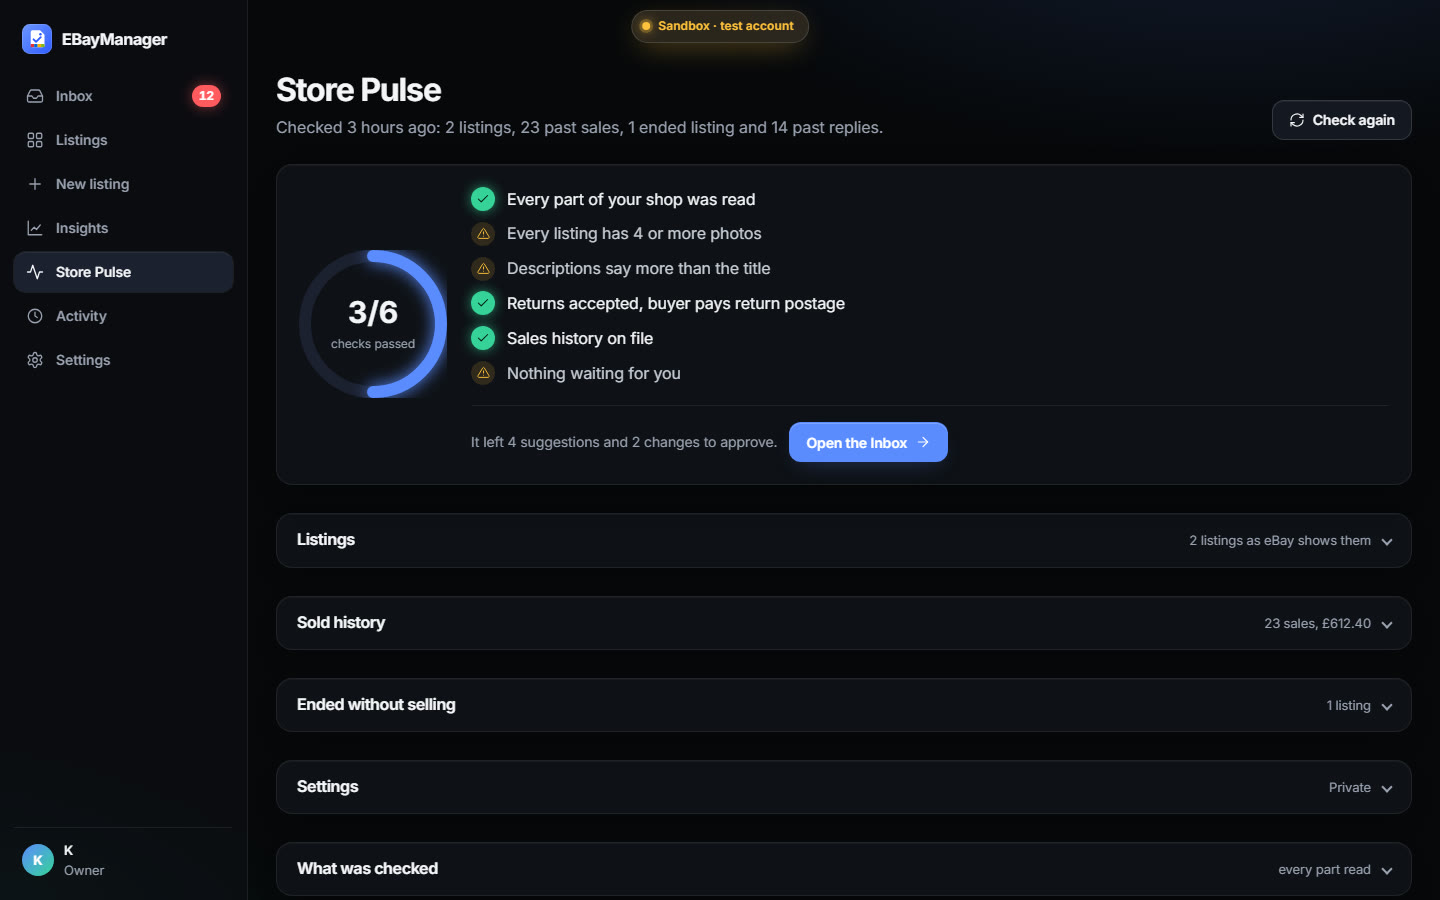 EBayManager
Inbox
12
Listings
New listing
Insights
Store Pulse
Activity
Settings
K
K
Owner
Sandbox · test account
Store Pulse
Checked 3 hours ago: 2 listings, 23 past sales, 1 ended listing and 14 past replies.
Check again
3/6
checks passed
Every part of your shop was read
Every listing has 4 or more photos
Descriptions say more than the title
Returns accepted, buyer pays return postage
Sales history on file
Nothing waiting for you
It left 4 suggestions and 2 changes to approve.
Open the Inbox
Listings
2 listings as eBay shows them
Sold history
23 sales, £612.40
Ended without selling
1 listing
Settings
Private
What was checked
every part read